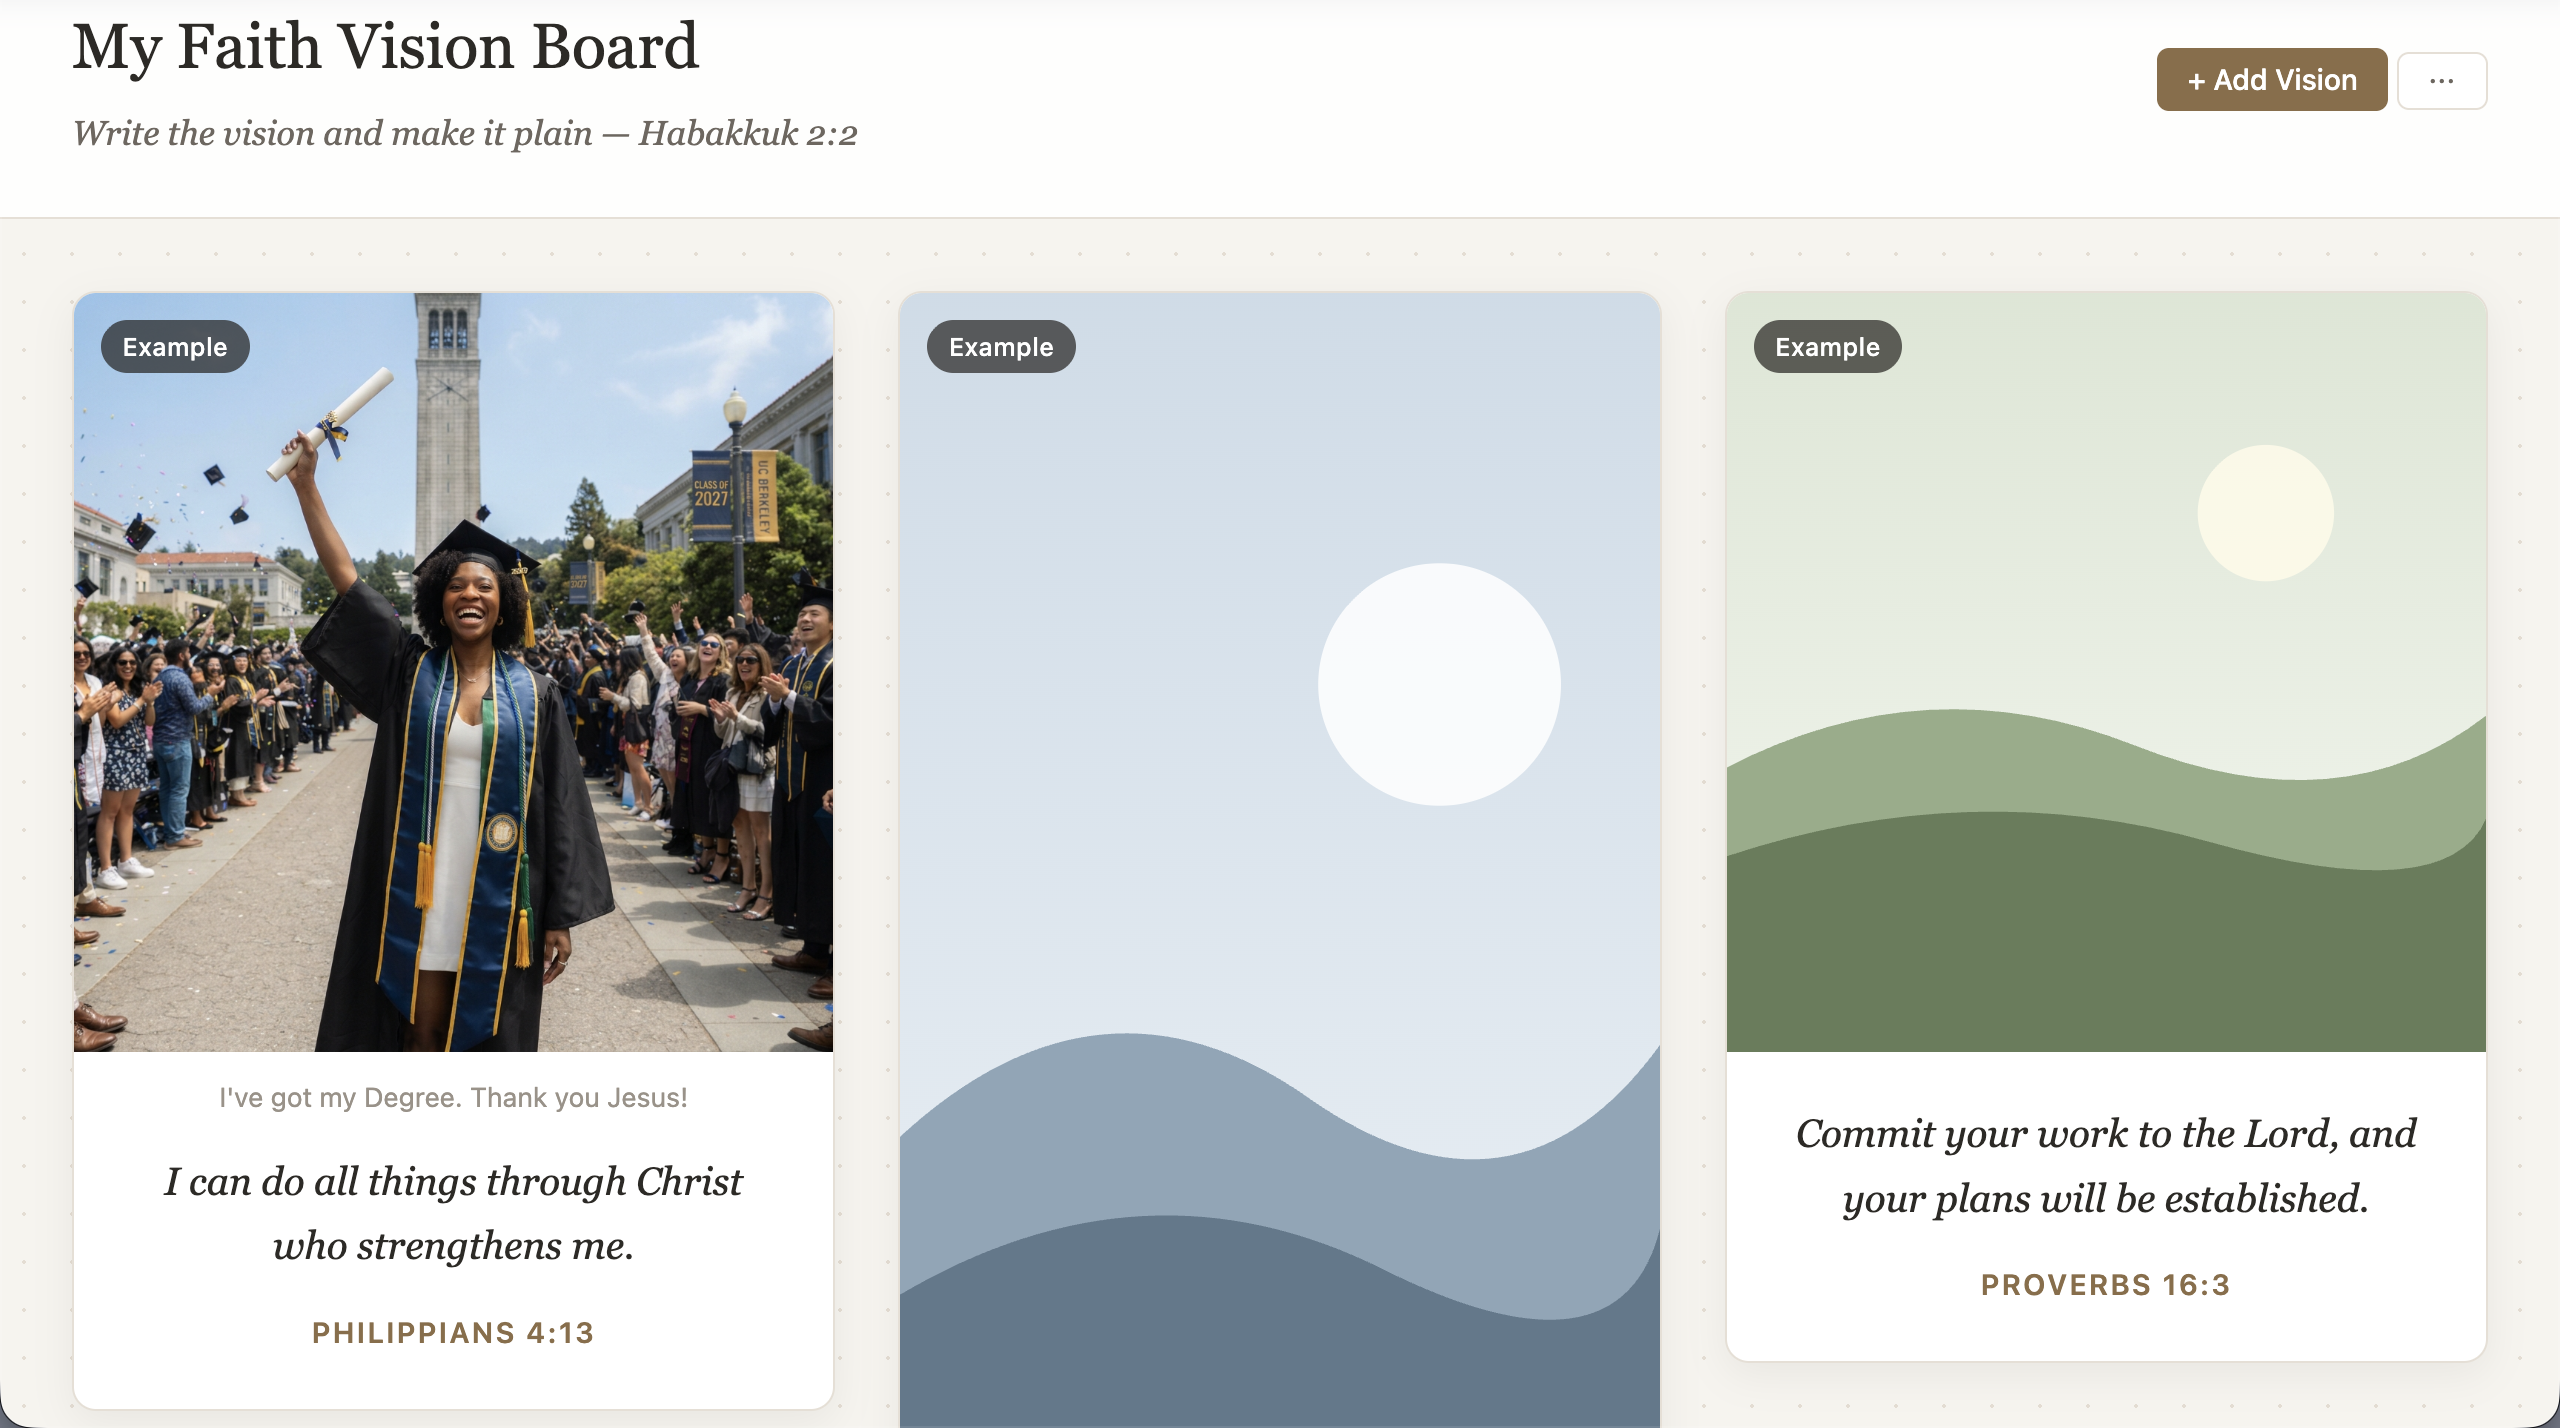 My Faith Vision Board
Write the vision and make it plain — Habakkuk 2:2
+ Add Vision
...
Example
CLASS OF
2027
UC BERKELEY
I've got my Degree. Thank you Jesus!
I can do all things through Christ
who strengthens me.
PHILIPPIANS 4:13
Example
Example
Commit your work to the Lord, and
your plans will be established.
PROVERBS 16:3